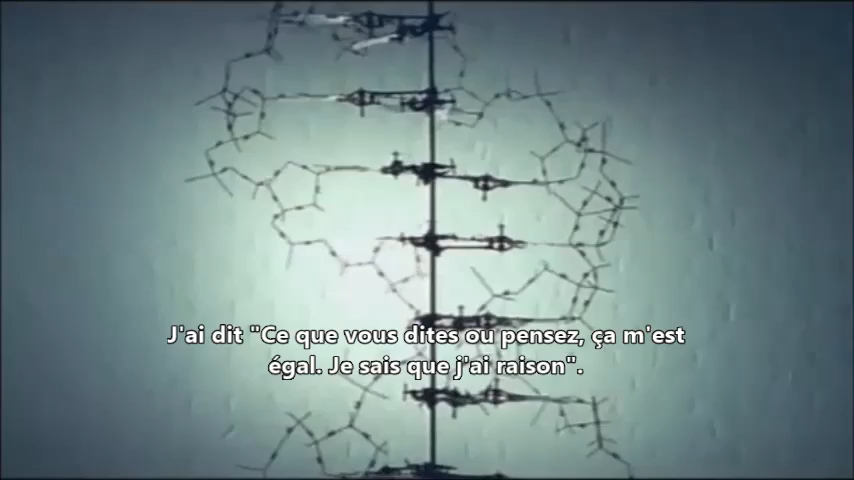 J'ai dit "Ce que vous dites ou pensez, ça m'est
égal. Je sais que j'ai raison".